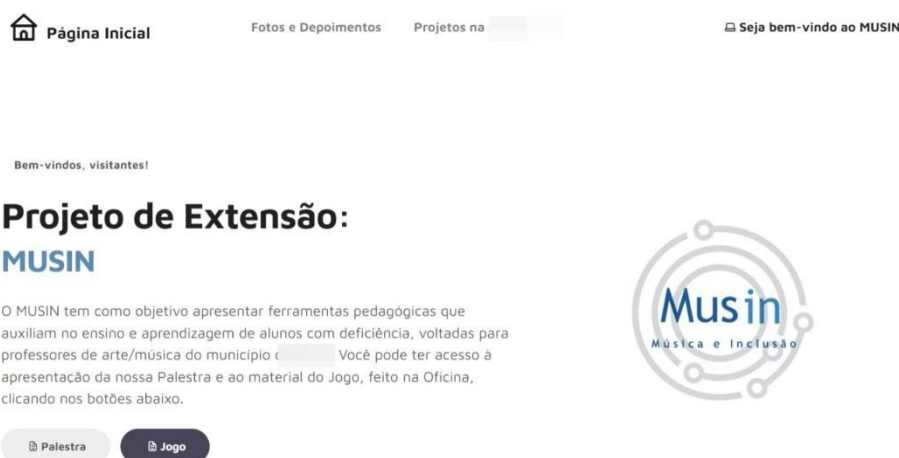 Página Inicial
Fotos e Depoimentos
Projetos na
Seja bem-vindo ao MUSIN
Bem-vindos, visitantes!
Projeto de Extensão:
MUSIN
O MUSIN tem como objetivo apresentar ferramentas pedagógicas que
auxiliam no ensino e aprendizagem de alunos com deficiência, voltadas para
professores de arte/música do município Você pode ter acesso à
apresentação da nossa Palestra e ao material do Jogo, feito na Oficina,
clicando nos botões abaixo.
Palestra
Jogo
Musin
Música e Inclusão